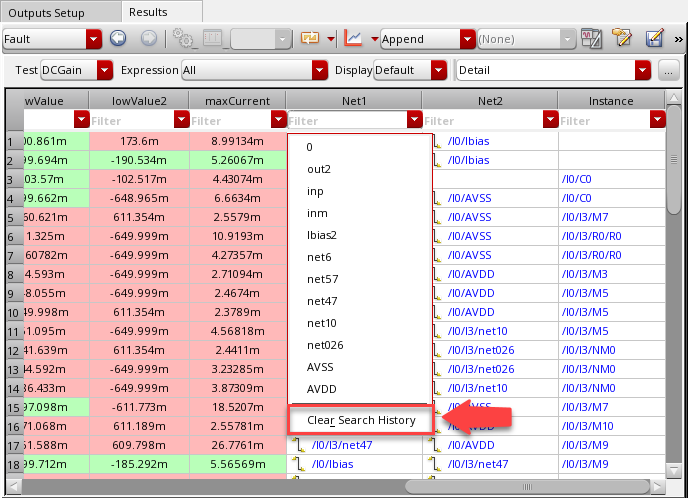 Outputs Setup Results
Fault Append (None) »
Test DCGain Expression All Display Default Detail ...
wValue lowValue2 maxCurrent Net1 Net2 Instance
Filter Filter Filter Filter Filter
1 00.861m 173.6m 8.99134m /I0/Ibias
2 99.694m -190.534m 5.26067m /I0/Ibias
3 03.57m -102.517m 4.43074m /I0/C0
4 99.662m -648.965m 6.6634m /I0/AVSS /I0/C0
5 60.621m 611.354m 2.5579m /I0/AVSS /I0/I3/M7
6 1.325m -649.999m 10.9193m /I0/AVSS /I0/I3/R0/R0
7 60782m -649.999m 4.27357m /I0/AVSS /I0/I3/R0/R0
8 4.593m -649.999m 2.71094m /I0/AVDD /I0/I3/M3
9 8.055m -649.999m 2.4674m /I0/AVDD /I0/I3/M5
10 49.998m 611.354m 2.3789m /I0/AVDD /I0/I3/M5
11 51.095m -649.999m 4.56818m /I0/I3/net10 /I0/I3/M5
12 41.639m 611.354m 2.4411m /I0/I3/net026 /I0/I3/NM0
13 44.592m -649.999m 3.23285m /I0/I3/net026 /I0/I3/NM0
14 36.433m -649.999m 3.87309m /I0/I3/net10 /I0/I3/NM0
15 97.098m -611.773m 18.5207m /I0/AVSS /I0/I3/M7
16 71.068m 611.189m 2.55781m /I0/AVDD /I0/I3/M10
17 51.588m 609.798m 26.7761m /I0/I3/net47 /I0/AVDD /I0/I3/M9
18 99.712m -185.292m 5.56569m /I0/Ibias /I0/I3/net47 /I0/I3/M9
0
out2
inp
inm
Ibias2
net6
net57
net47
net10
net026
AVSS
AVDD
Clear Search History